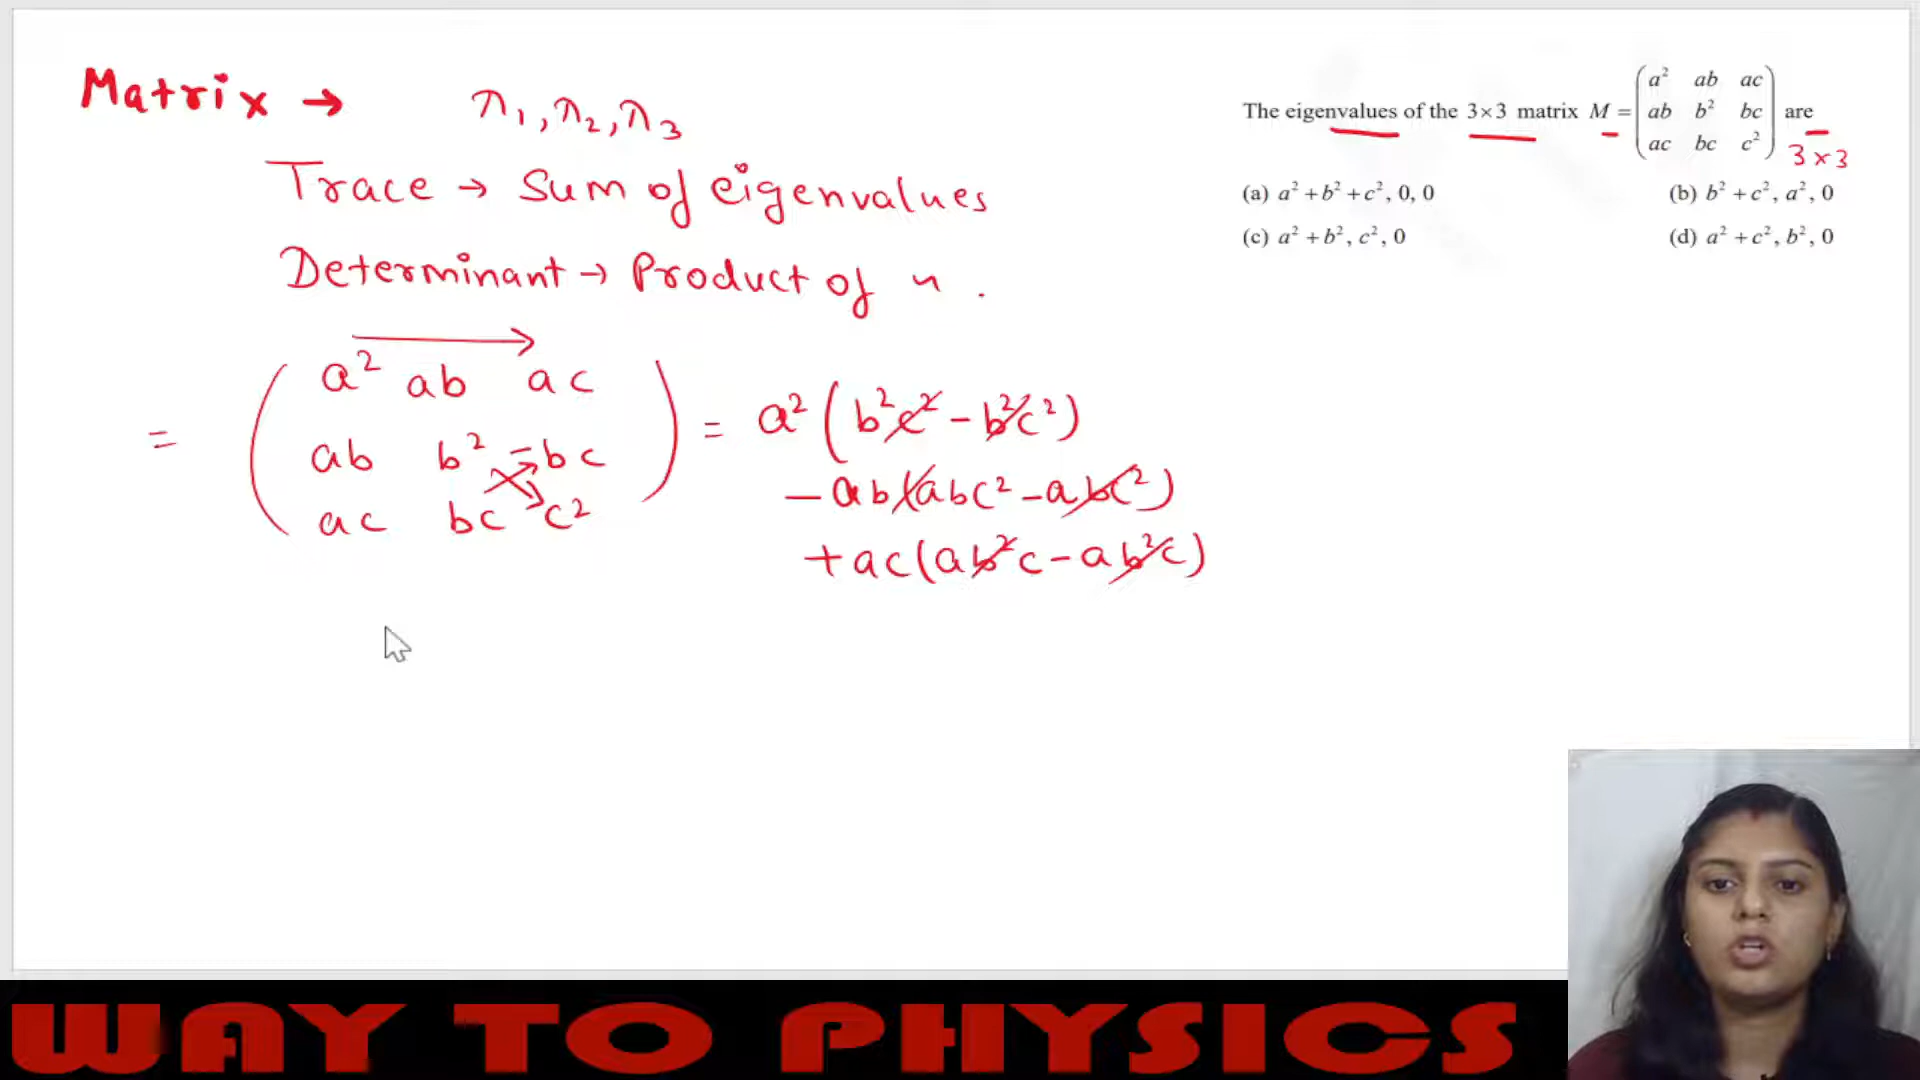 Matrix → λ1, λ2, λ3
Trace → Sum of eigenvalues
Determinant → Product of 〃 .
= ( a² ab ac
ab b² bc
ac bc c² ) = a² (b²c² - b²c²)
- ab (abc² - abc²)
+ ac (ab²c - ab²c)
The eigenvalues of the 3×3 matrix M = ( a² ab ac
ab b² bc
ac bc c² ) are
3 × 3
(a) a² + b² + c², 0, 0 (b) b² + c², a², 0
(c) a² + b², c², 0 (d) a² + c², b², 0
WAY TO PHYSICS